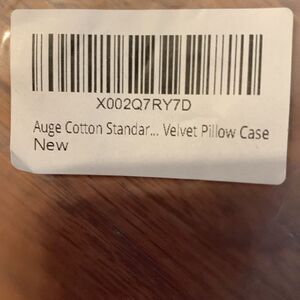 X002Q7RY7D
Auge Cotton Standar... Velvet Pillow Case
New